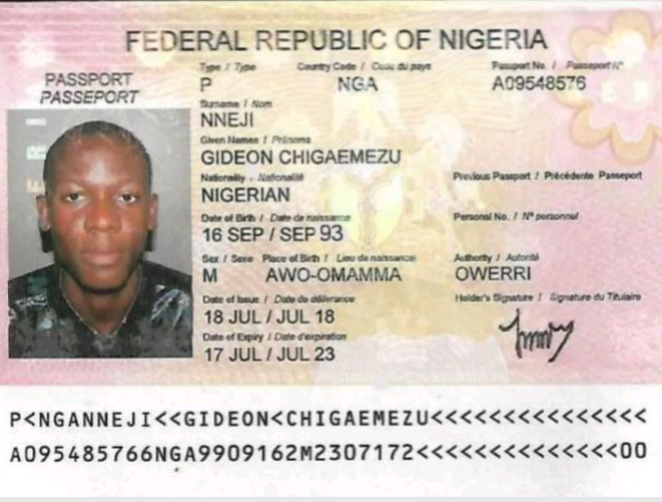 FEDERAL REPUBLIC OF NIGERIA
PASSPORT
PASSEPORT
Type / Type
Country Code / Code du pays
Passport No. / Passeport N°
P
NGA
A09548576
Surname / Nom
NNEJI
Given Names / Prénoms
GIDEON CHIGAEMEZU
Nationality - Nationalité
NIGERIAN
Previous Passport / Précédente Passeport
Date of Birth / Date de naissance
16 SEP / SEP 93
Personal No. / N° personnel
Sex / Sexe Place of Birth / Lieu de naissance
M AWO-OMAMMA
Authority / Autorité
OWERRI
Date of Issue / Date de délivrance
18 JUL / JUL 18
Holder's Signature / Signature du Titulaire
Date of Expiry / Date d'expiration
17 JUL / JUL 23
P<NGANNEJI<<GIDEON<CHIGAEMEZU<<<<<<<<<<<<<<<
A095485766NGA9909162M2307172<<<<<<<<<<<<<<00